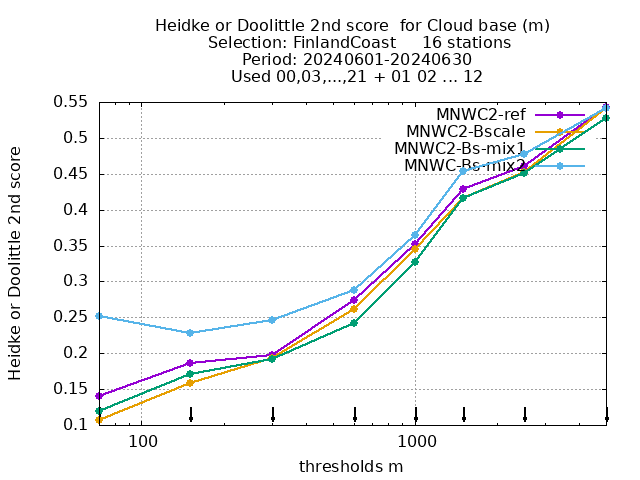 Heidke or Doolittle 2nd score  for Cloud base (m)
Selection: FinlandCoast     16 stations
Period: 20240601-20240630
Used 00,03,...,21 + 01 02 ... 12
MNWC2-ref
MNWC2-Bscale
MNWC2-Bs-mix1
MNWC-Bs-mix2
Heidke or Doolittle 2nd score
0.55
0.5
0.45
0.4
0.35
0.3
0.25
0.2
0.15
0.1
100
1000
thresholds m